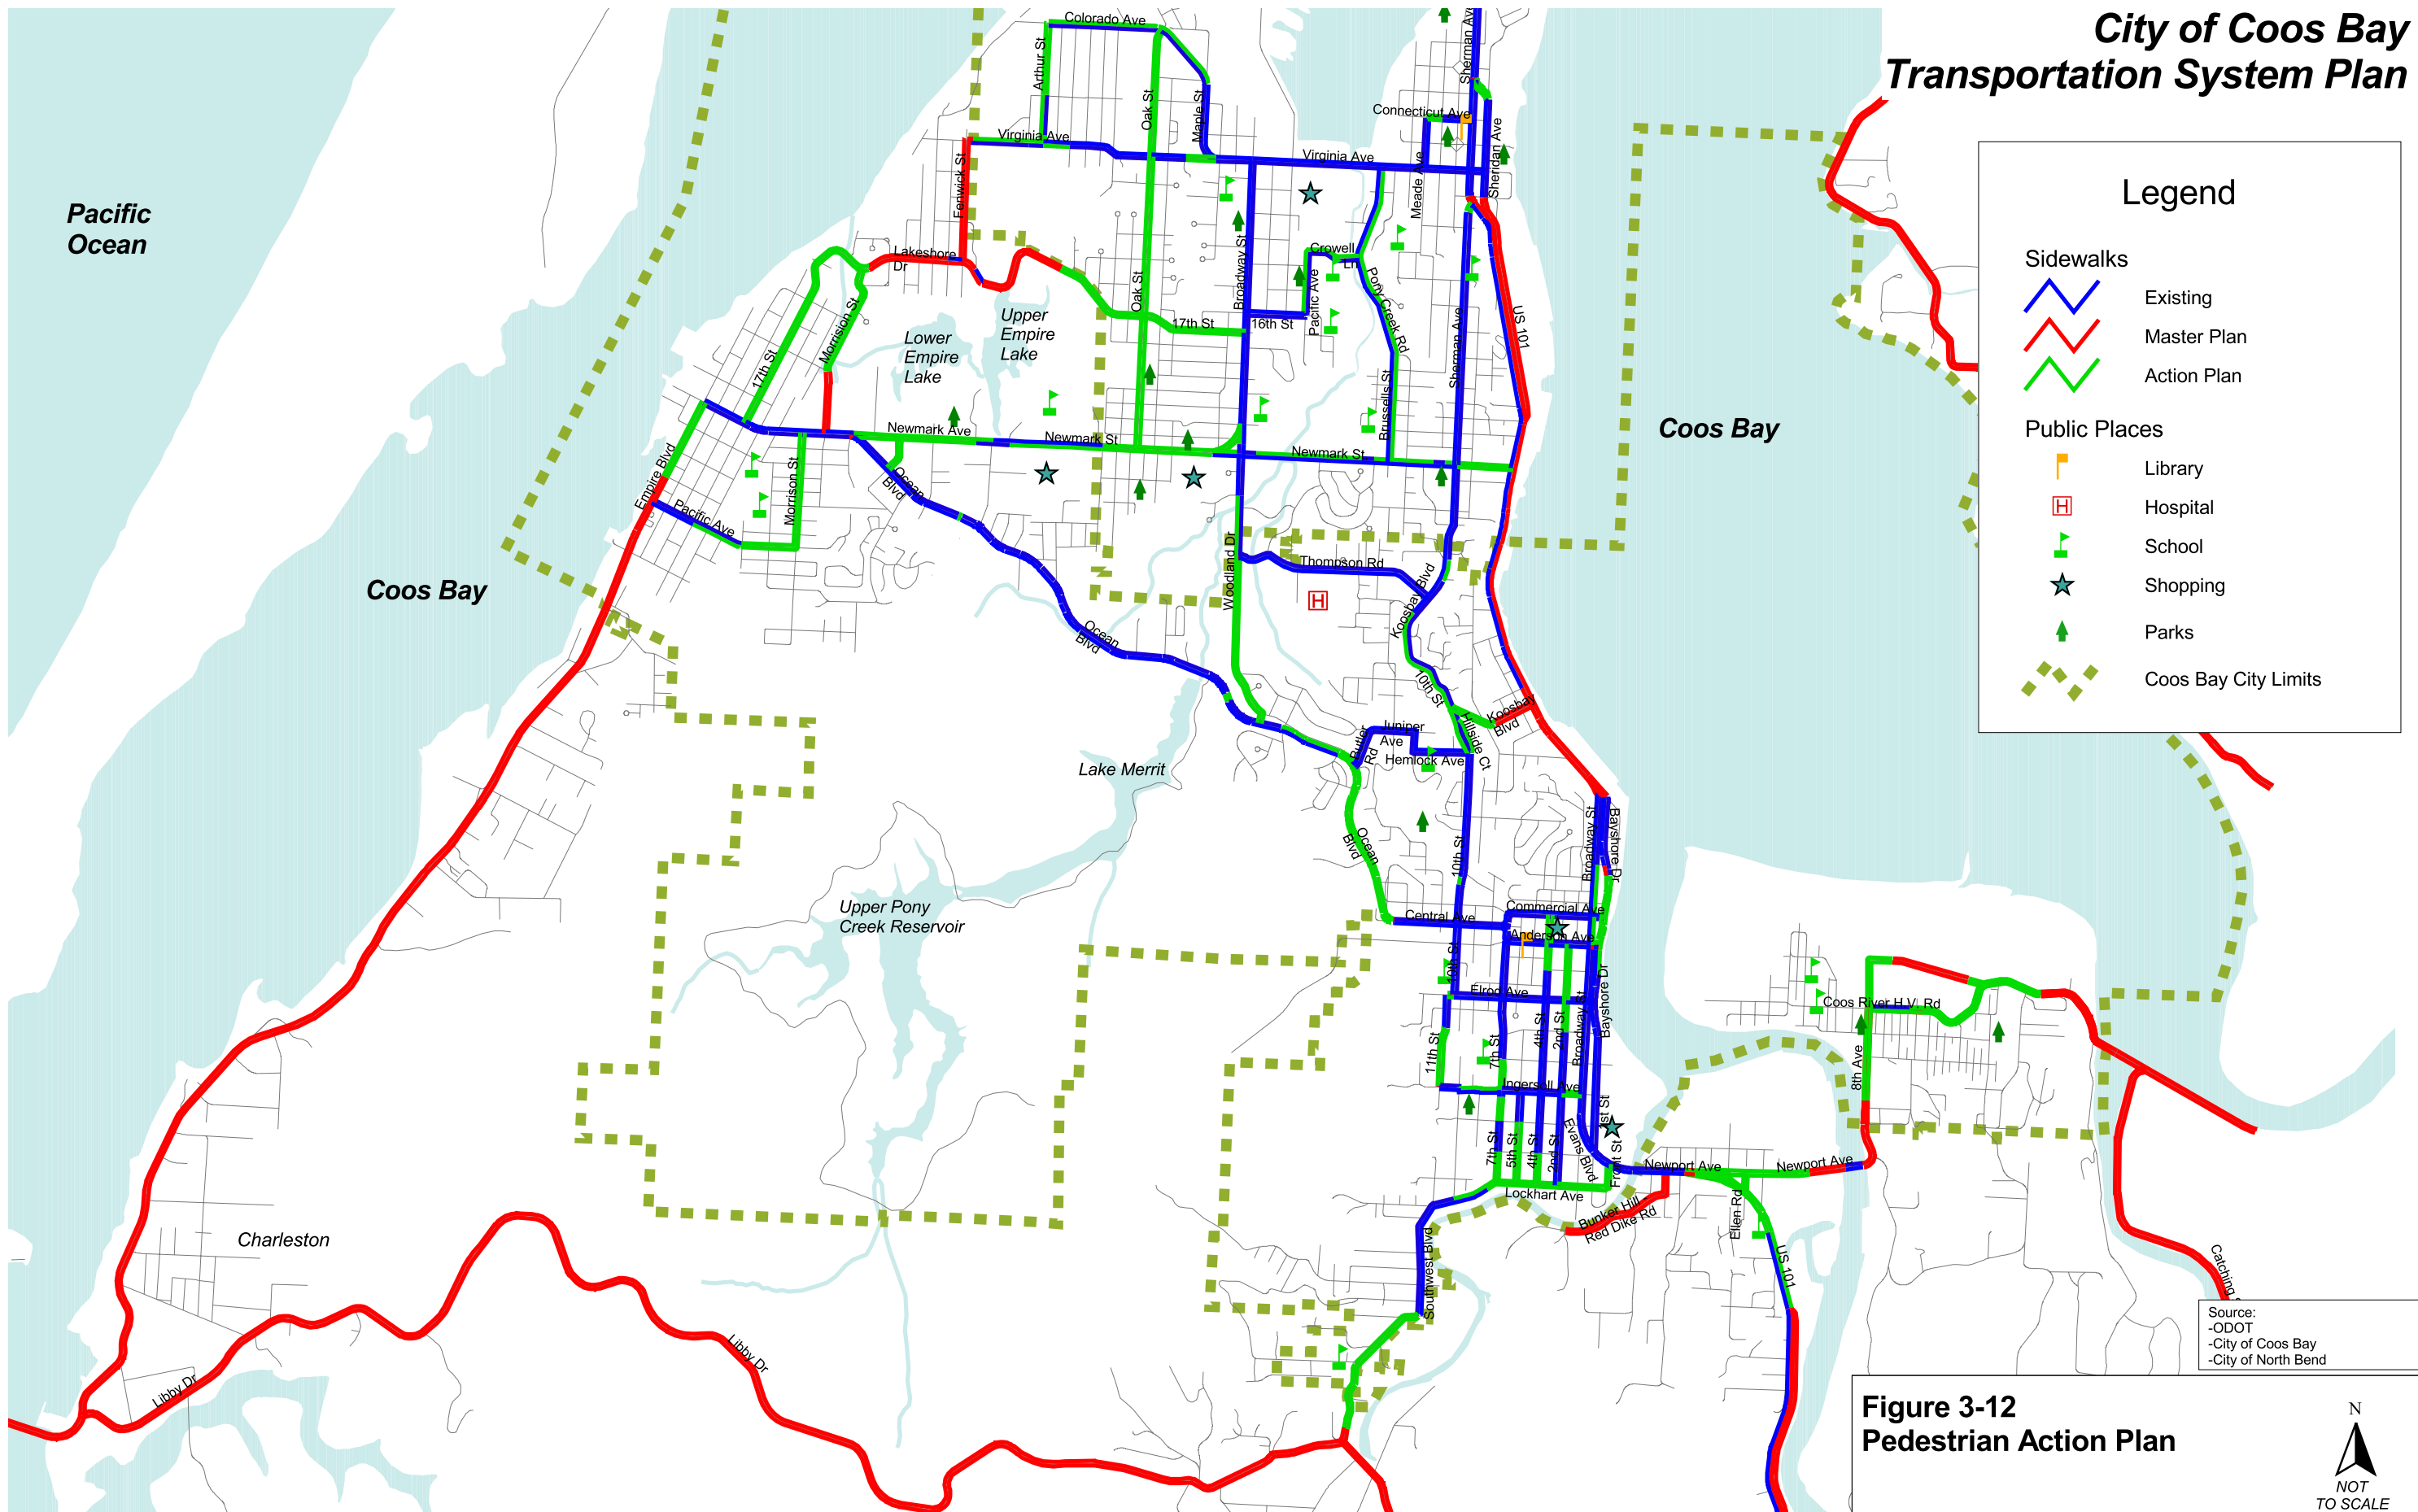 City of Coos Bay
Transportation System Plan
Legend
Sidewalks
Existing
Master Plan
Action Plan
Public Places
Library
H
Hospital
School
Shopping
Parks
Coos Bay City Limits
Pacific
Ocean
Coos Bay
Coos Bay
Colorado Ave
Arthur St
Oak St
Maple St
Sherman Ave
Connecticut Ave
Sheridan Ave
Virginia Ave
Virginia Ave
Meade Ave
Fenwick St
Lakeshore
Dr
Broadway St
Crowell
Ln
Pony Creek Rd
Pacific Ave
Oak St
17th St
16th St
Upper
Empire
Lake
Lower
Empire
Lake
Morrision St
17th St
Sherman Ave
US 101
Brussells St
Newmark Ave
Newmark St
Newmark St
Empire Blvd
Pacific Ave
Morrison St
Ocean
Blvd
Woodland Dr
Thompson Rd
H
Koosbay Blvd
Ocean
Blvd
10th St
Hillside Ct
Koosbay
Blvd
Butler
Rd
Juniper
Ave
Hemlock Ave
Lake Merrit
Ocean
Blvd
10th St
Broadway St
Bayshore Dr
Upper Pony
Creek Reservoir
Central Ave
Commercial Ave
Anderson Ave
10th St
Elrod Ave
11th St
7th St
4th St
2nd St
Broadway St
Bayshore Dr
Ingersell Ave
1st St
7th St
5th St
4th St
2nd St
Evans Blvd
Front St
Lockhart Ave
Newport Ave
Newport Ave
Bunker Hill -
Red Dike Rd
Ellen Rd
US 101
Southwest Blvd
Coos River H.V. Rd
8th Ave
Catching
Charleston
Libby Dr
Libby Dr
Source:
-ODOT
-City of Coos Bay
-City of North Bend
Figure 3-12
Pedestrian Action Plan
N
NOT
TO SCALE